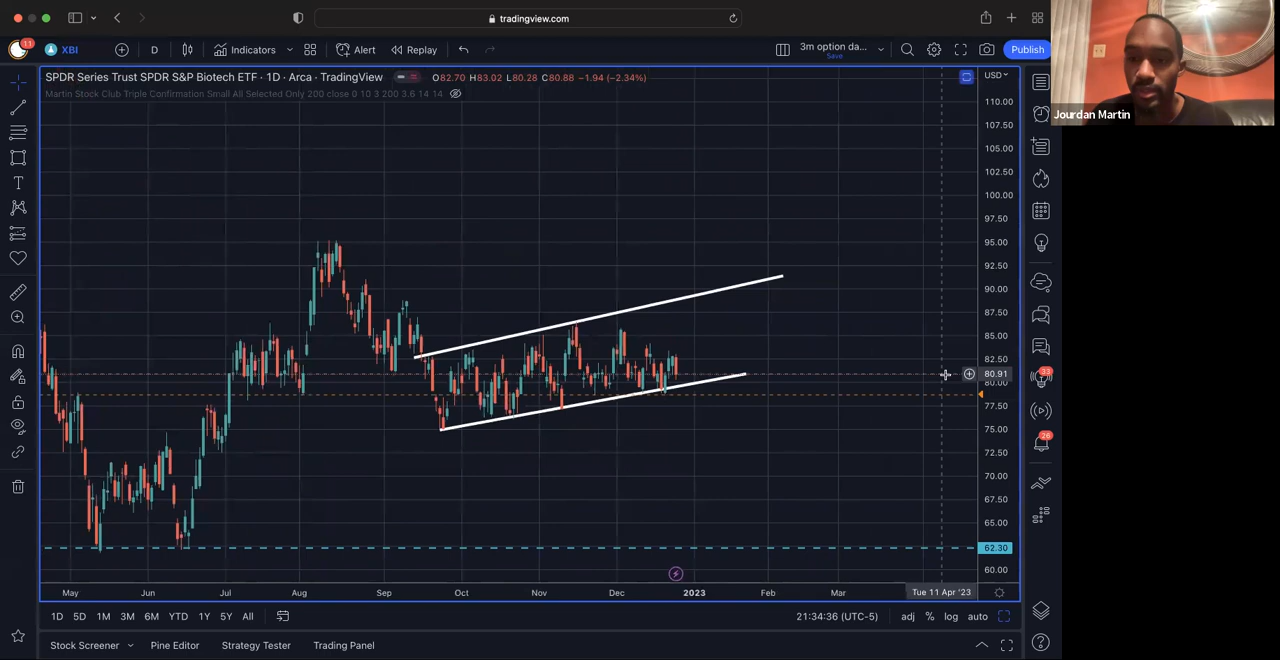 tradingview.com
11
XBI
D
Indicators
Alert
Replay
3m option da...
Save
Publish
SPDR Series Trust SPDR S&P Biotech ETF · 1D · Arca · TradingView
O82.70 H83.02 L80.28 C80.88 −1.94 (−2.34%)
USD
Martin Stock Club Triple Confirmation Small All Selected Only 200 close 0 10 3 200 3.6 14 14
Jourdan Martin
110.00
107.50
105.00
102.50
100.00
97.50
95.00
92.50
90.00
87.50
85.00
82.50
80.91
80.00
77.50
75.00
72.50
70.00
67.50
65.00
62.30
60.00
33
26
May
Jun
Jul
Aug
Sep
Oct
Nov
Dec
2023
Feb
Mar
Tue 11 Apr '23
1D 5D 1M 3M 6M YTD 1Y 5Y All
21:34:36 (UTC-5)
adj % log auto
Stock Screener
Pine Editor
Strategy Tester
Trading Panel